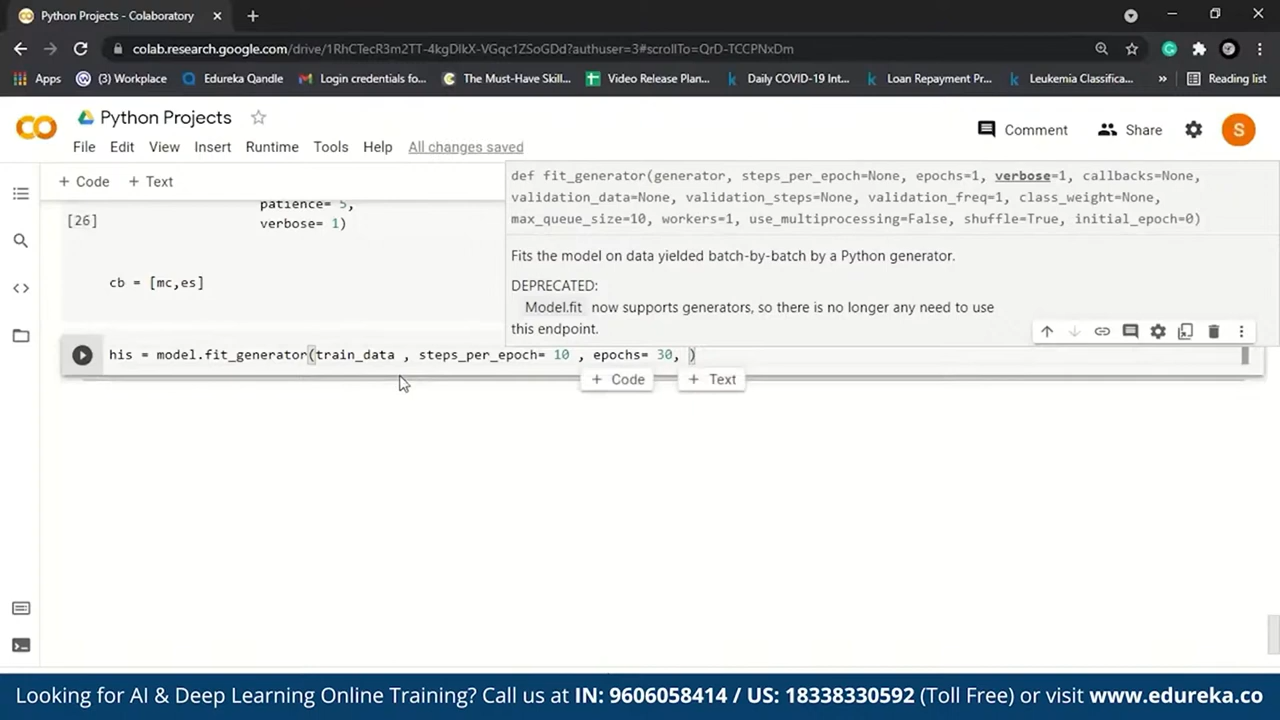 Python Projects - Colaboratory
colab.research.google.com/drive/1RhCTecR3m2TT-4kgDlkX-VGqc1ZSoGDd?authuser=3#scrollTo=QrD-TCCPNxDm
Apps (3) Workplace Edureka Qandle Login credentials fo... The Must-Have Skill... Video Release Plan... Daily COVID-19 Int... Loan Repayment Pr... Leukemia Classifica... » Reading list
Python Projects
Comment Share S
File Edit View Insert Runtime Tools Help All changes saved
+ Code + Text
def fit_generator(generator, steps_per_epoch=None, epochs=1, verbose=1, callbacks=None,
validation_data=None, validation_steps=None, validation_freq=1, class_weight=None,
max_queue_size=10, workers=1, use_multiprocessing=False, shuffle=True, initial_epoch=0)
patience= 5,
[26]
verbose= 1)
Fits the model on data yielded batch-by-batch by a Python generator.
cb = [mc,es]
DEPRECATED:
Model.fit now supports generators, so there is no longer any need to use
this endpoint.
his = model.fit_generator(train_data , steps_per_epoch= 10 , epochs= 30, )
+ Code + Text
Looking for AI & Deep Learning Online Training? Call us at IN: 9606058414 / US: 18338330592 (Toll Free) or visit www.edureka.co